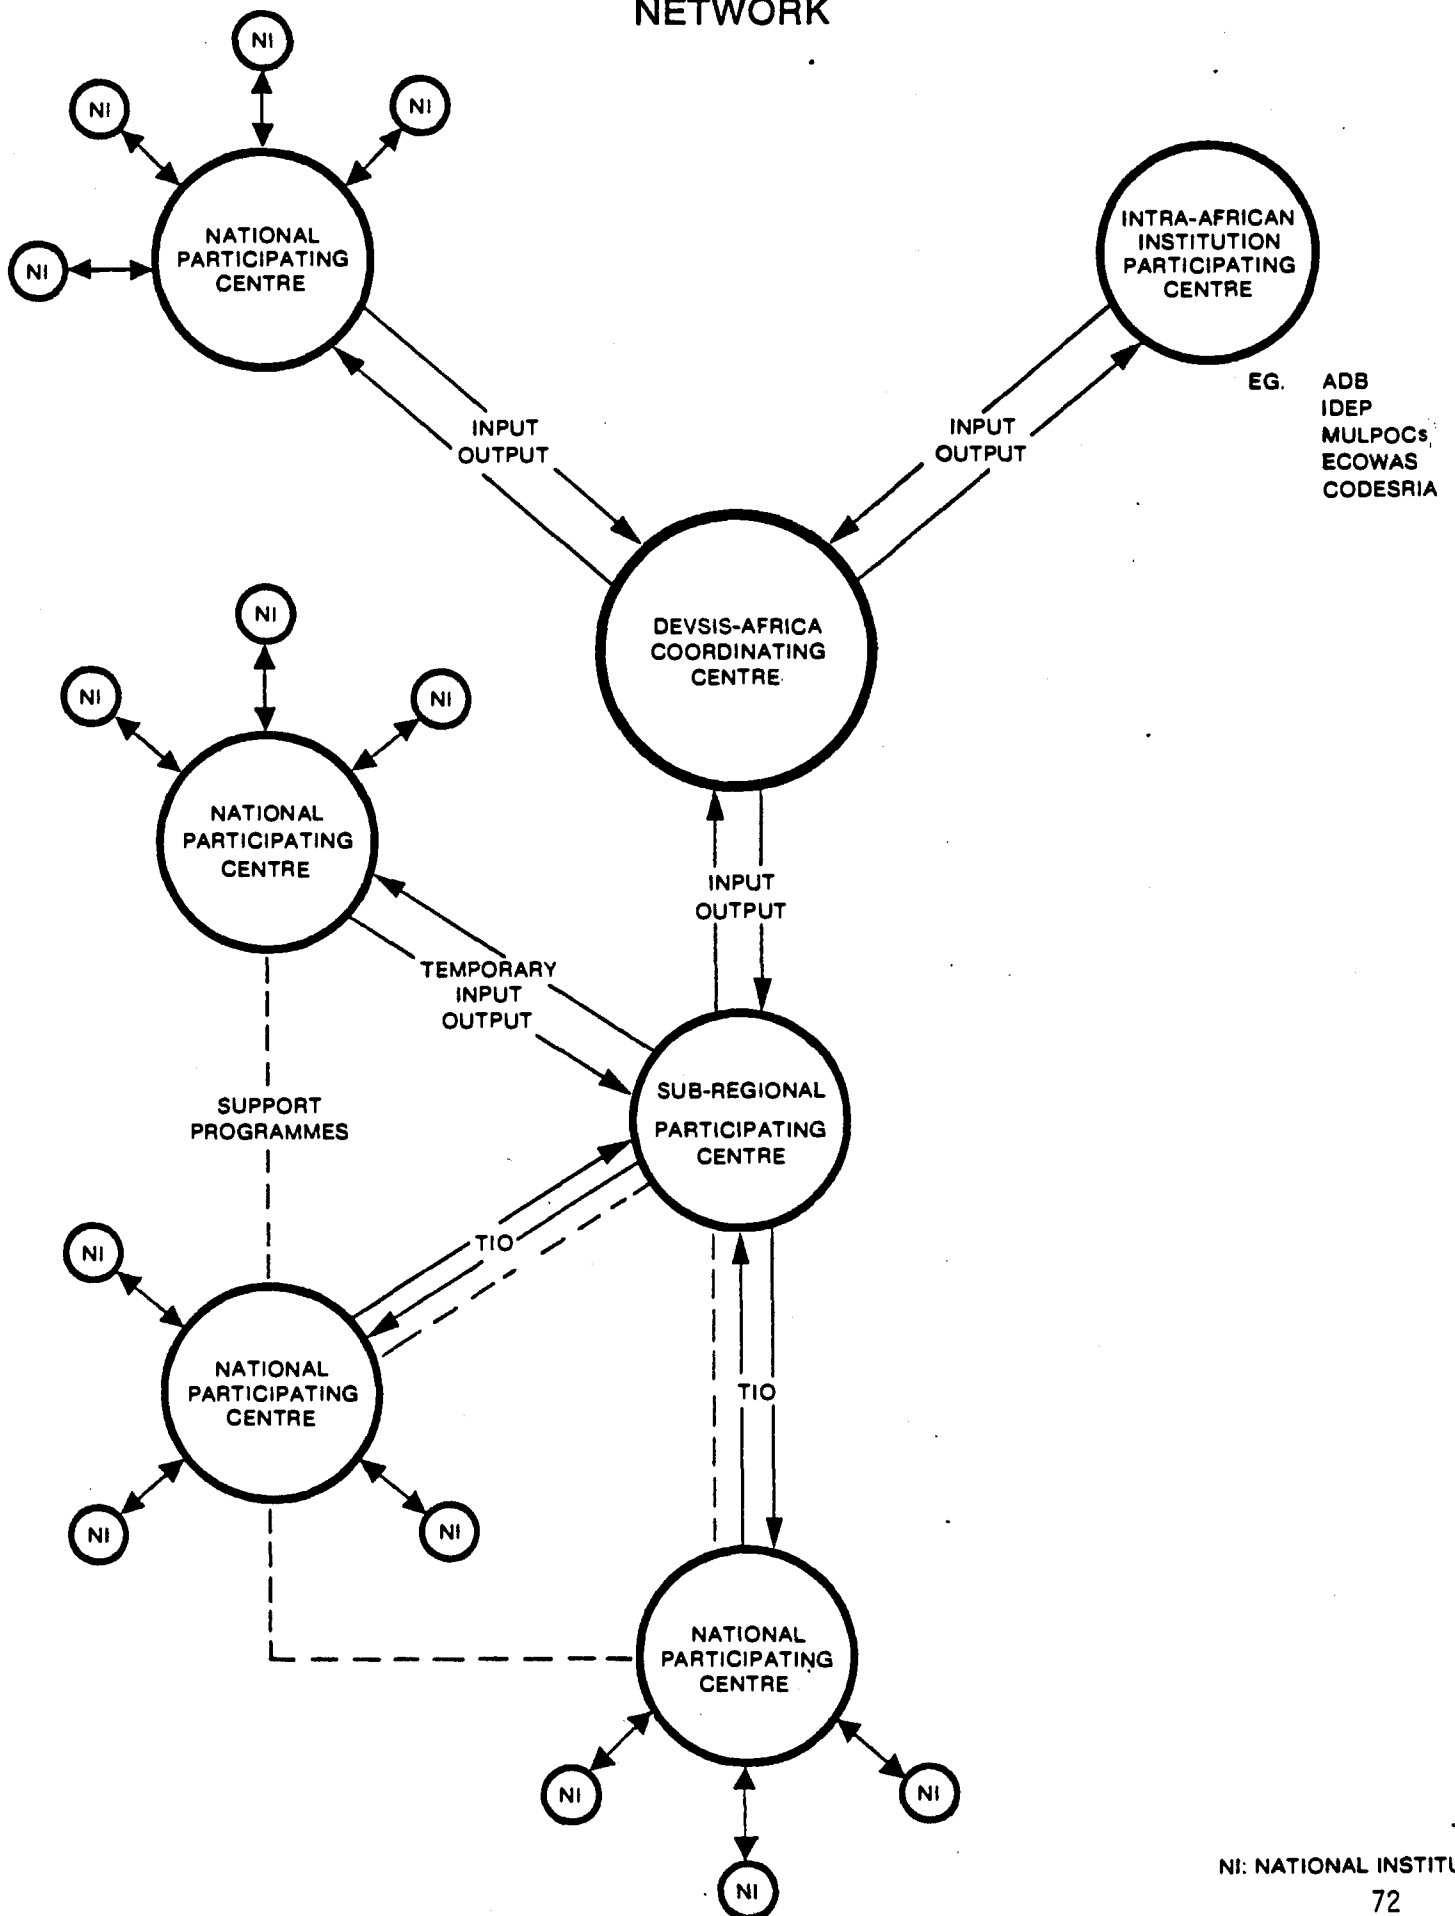 NETWORK
NI
NI
NI
NI
NATIONAL
PARTICIPATING
CENTRE
INTRA-AFRICAN
INSTITUTION
PARTICIPATING
CENTRE
EG. ADB
IDEP
MULPOCs,
ECOWAS
CODESRIA
INPUT
OUTPUT
INPUT
OUTPUT
DEVSIS-AFRICA
COORDINATING
CENTRE
NI
NI
NI
NATIONAL
PARTICIPATING
CENTRE
INPUT
OUTPUT
TEMPORARY
INPUT
OUTPUT
SUB-REGIONAL
PARTICIPATING
CENTRE
SUPPORT
PROGRAMMES
TIO
NI
NATIONAL
PARTICIPATING
CENTRE
TIO
NI
NI
NATIONAL
PARTICIPATING
CENTRE
NI
NI
NI
NI: NATIONAL
72